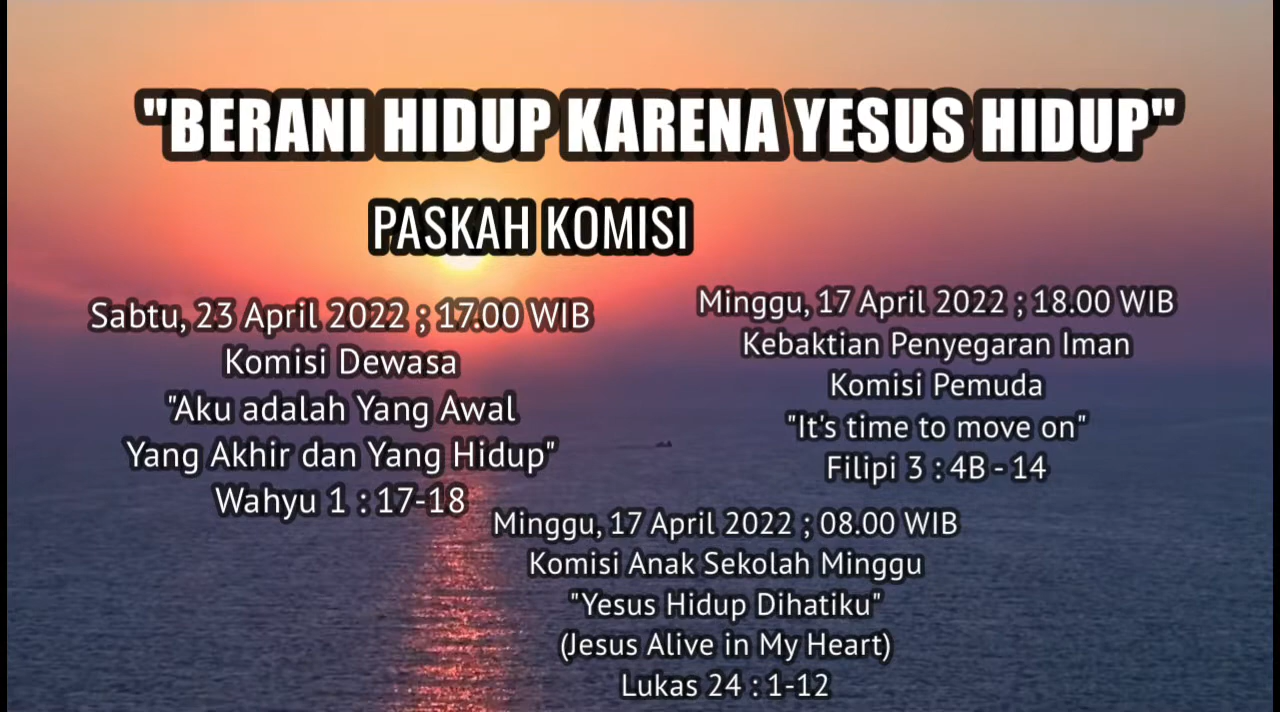 "BERANI HIDUP KARENA YESUS HIDUP"
PASKAH KOMISI
Sabtu, 23 April 2022 ; 17.00 WIB
Komisi Dewasa
"Aku adalah Yang Awal
Yang Akhir dan Yang Hidup"
Wahyu 1 : 17-18
Minggu, 17 April 2022 ; 18.00 WIB
Kebaktian Penyegaran Iman
Komisi Pemuda
"It's time to move on"
Filipi 3 : 4B - 14
Minggu, 17 April 2022 ; 08.00 WIB
Komisi Anak Sekolah Minggu
"Yesus Hidup Dihatiku"
(Jesus Alive in My Heart)
Lukas 24 : 1-12